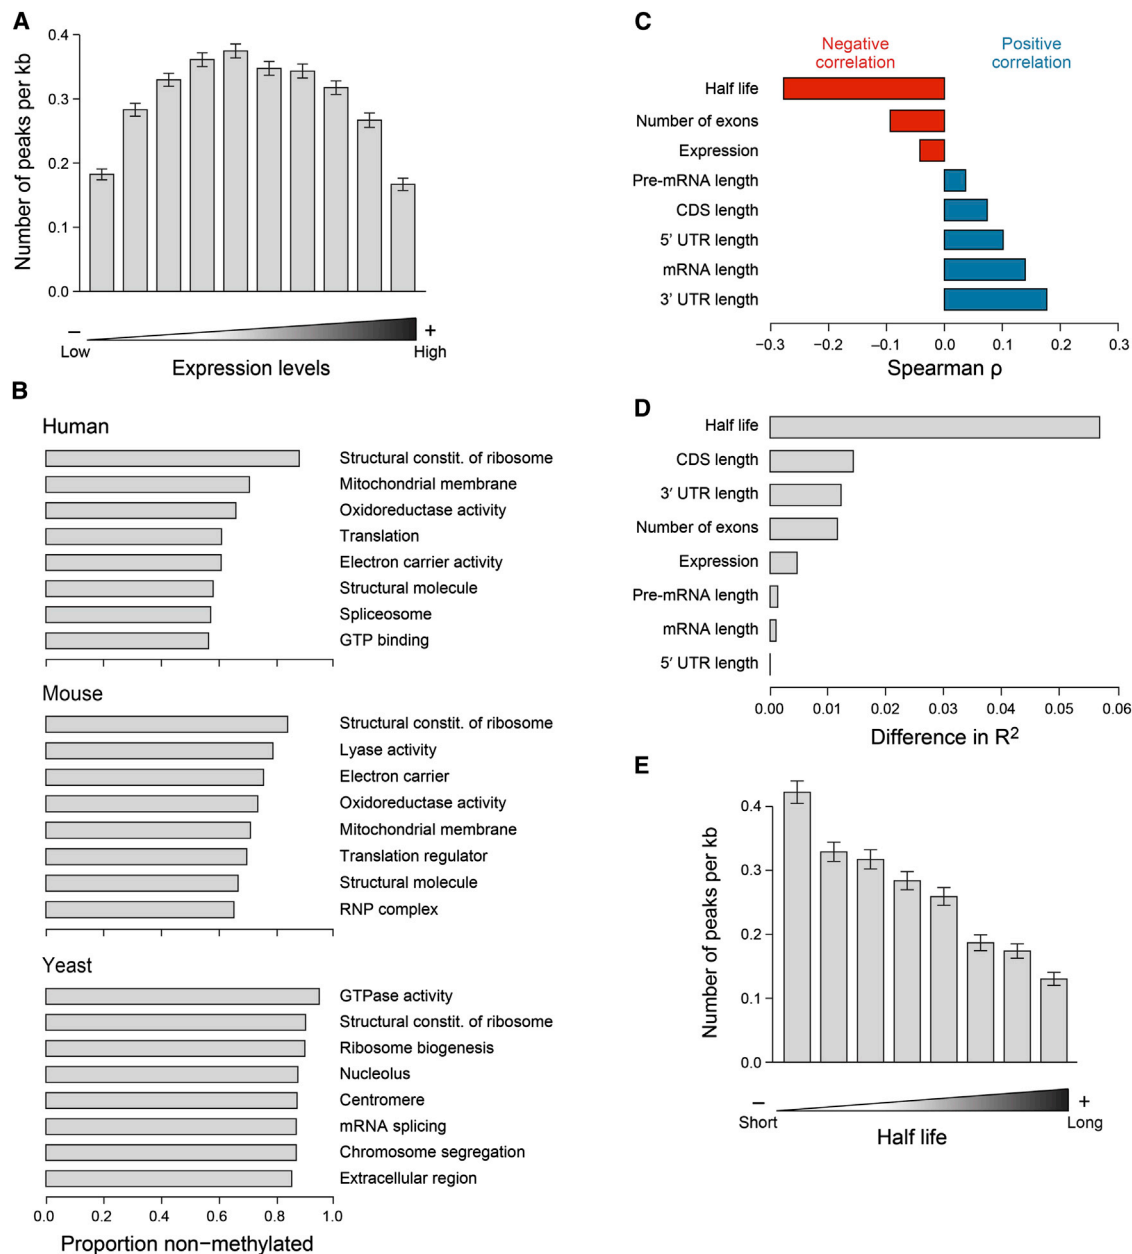 A
Number of peaks per kb
0.4
0.3
0.2
0.1
0.0
−
+
Low
High
Expression levels
B
Human
Structural constit. of ribosome
Mitochondrial membrane
Oxidoreductase activity
Translation
Electron carrier activity
Structural molecule
Spliceosome
GTP binding
Mouse
Structural constit. of ribosome
Lyase activity
Electron carrier
Oxidoreductase activity
Mitochondrial membrane
Translation regulator
Structural molecule
RNP complex
Yeast
GTPase activity
Structural constit. of ribosome
Ribosome biogenesis
Nucleolus
Centromere
mRNA splicing
Chromosome segregation
Extracellular region
0.0 0.2 0.4 0.6 0.8 1.0
Proportion non−methylated
C
Negative
correlation
Positive
correlation
Half life
Number of exons
Expression
Pre-mRNA length
CDS length
5′ UTR length
mRNA length
3′ UTR length
−0.3 −0.2 −0.1 0.0 0.1 0.2 0.3
Spearman ρ
D
Half life
CDS length
3′ UTR length
Number of exons
Expression
Pre-mRNA length
mRNA length
5′ UTR length
0.00 0.01 0.02 0.03 0.04 0.05 0.06
Difference in R²
E
Number of peaks per kb
0.4
0.3
0.2
0.1
0.0
−
+
Short
Long
Half life